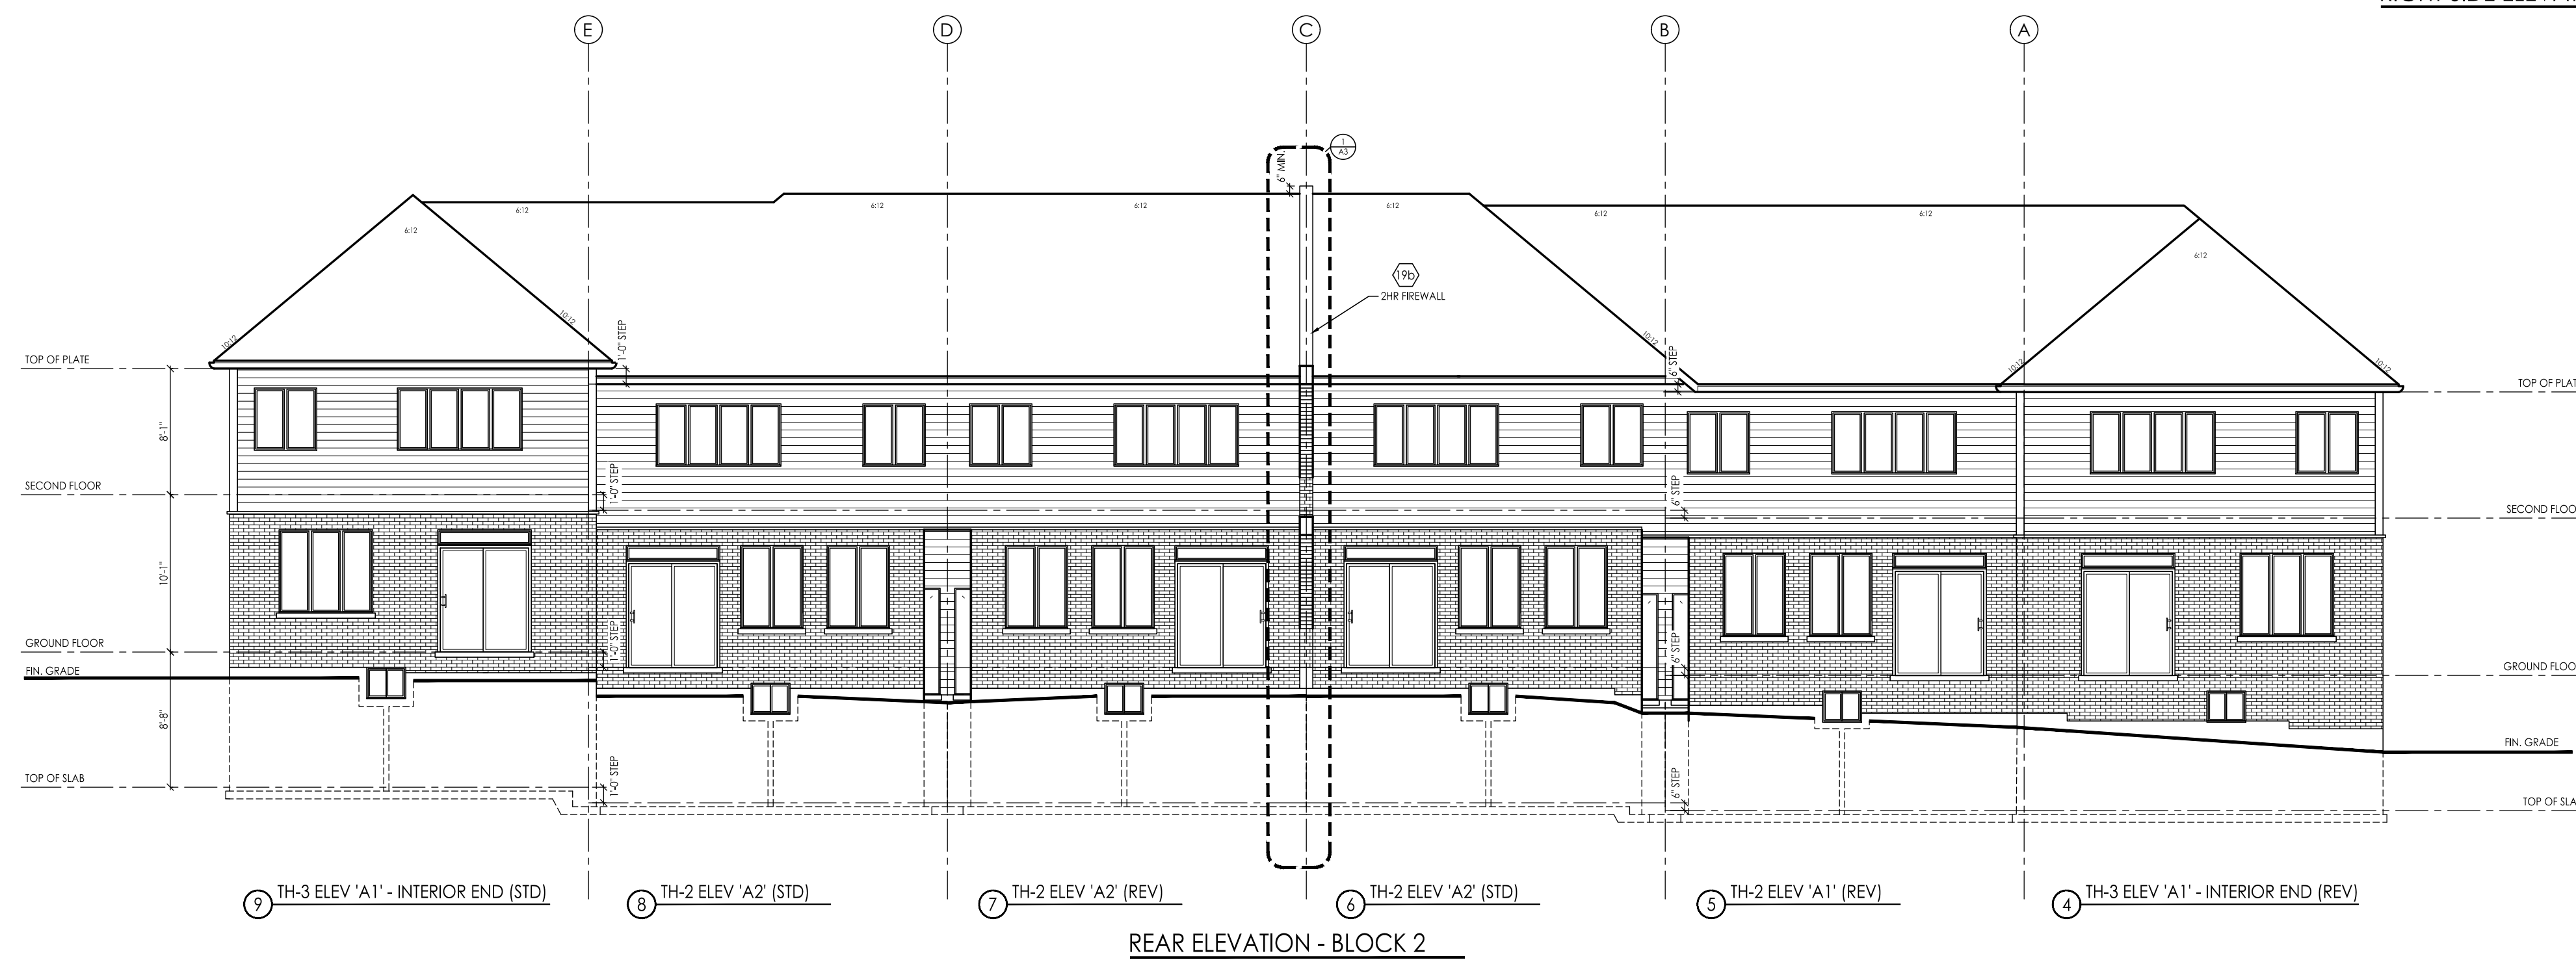 E
D
C
B
A
1
A3
6" MIN.
6:12
6:12
6:12
6:12
6:12
6:12
6:12
6:12
19b
2HR FIREWALL
10:12
10:12
10:12
10:12
10:12
1'-0" STEP
6" STEP
TOP OF PLATE
TOP OF PLAT
8'-1"
SECOND FLOOR
1'-0" STEP
6" STEP
SECOND FLOO
10'-1"
GROUND FLOOR
1'-0" STEP
6" STEP
GROUND FLOO
FIN. GRADE
8'-8"
FIN. GRADE
TOP OF SLAB
1'-0" STEP
6" STEP
TOP OF SLA
9 TH-3 ELEV 'A1' - INTERIOR END (STD)
8 TH-2 ELEV 'A2' (STD)
7 TH-2 ELEV 'A2' (REV)
6 TH-2 ELEV 'A2' (STD)
5 TH-2 ELEV 'A1' (REV)
4 TH-3 ELEV 'A1' - INTERIOR END (REV)
REAR ELEVATION - BLOCK 2